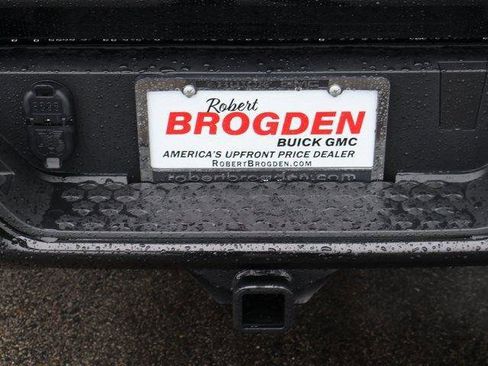 Robert
BROGDEN
BUICK GMC
AMERICA'S UPFRONT PRICE DEALER
ROBERTBROGDEN.COM
robertbrogden.com